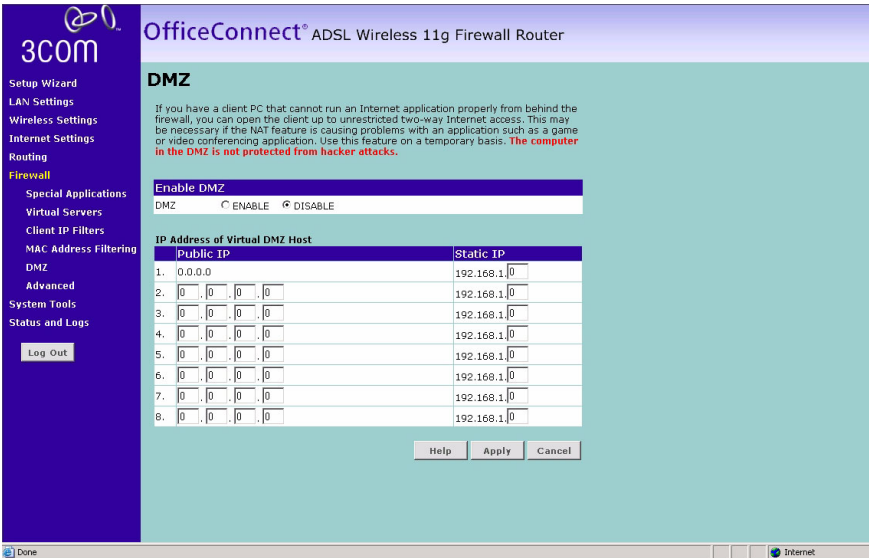 3COM
OfficeConnect® ADSL Wireless 11g Firewall Router
Setup Wizard
LAN Settings
Wireless Settings
Internet Settings
Routing
Firewall
Special Applications
Virtual Servers
Client IP Filters
MAC Address Filtering
DMZ
Advanced
System Tools
Status and Logs
Log Out
DMZ
If you have a client PC that cannot run an Internet application properly from behind the
firewall, you can open the client up to unrestricted two-way Internet access. This may
be necessary if the NAT feature is causing problems with an application such as a game
or video conferencing application. Use this feature on a temporary basis. The computer
in the DMZ is not protected from hacker attacks.
Enable DMZ
DMZ ENABLE DISABLE
IP Address of Virtual DMZ Host
Public IP Static IP
1. 0.0.0.0 192.168.1.0
2. 0 . 0 . 0 . 0 192.168.1.0
3. 0 . 0 . 0 . 0 192.168.1.0
4. 0 . 0 . 0 . 0 192.168.1.0
5. 0 . 0 . 0 . 0 192.168.1.0
6. 0 . 0 . 0 . 0 192.168.1.0
7. 0 . 0 . 0 . 0 192.168.1.0
8. 0 . 0 . 0 . 0 192.168.1.0
Help Apply Cancel
Done Internet